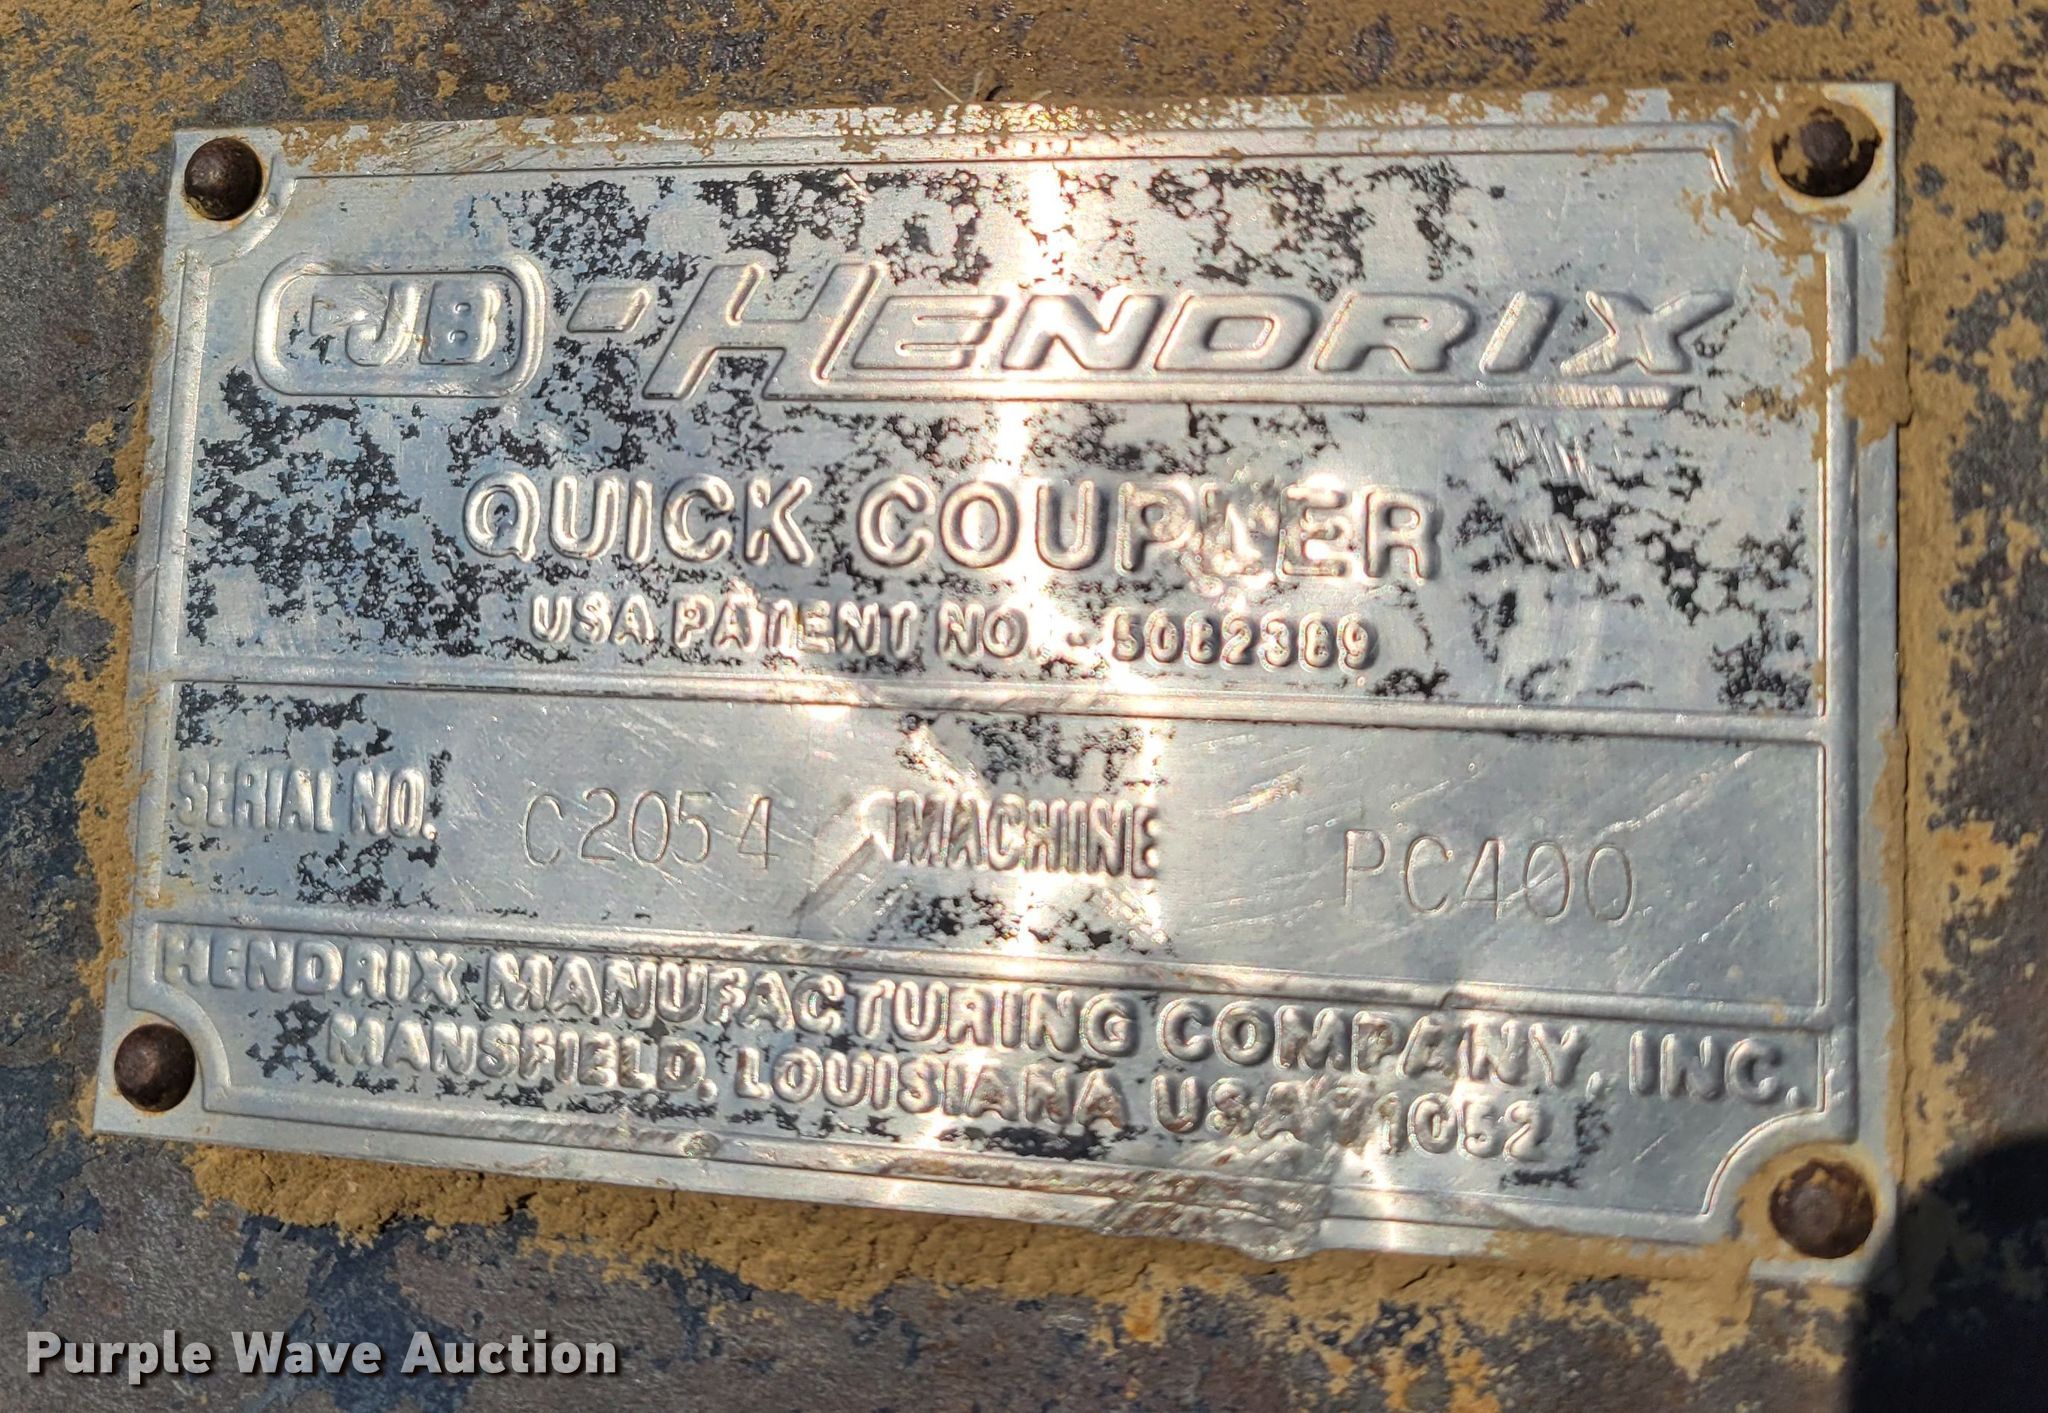 JB-HENDRIX
QUICK COUPLER
USA PATENT NO. - 5082389
SERIAL NO. C2054 MACHINE PC400
HENDRIX MANUFACTURING COMPANY, INC.
MANSFIELD, LOUISIANA USA 71052
Purple Wave Auction